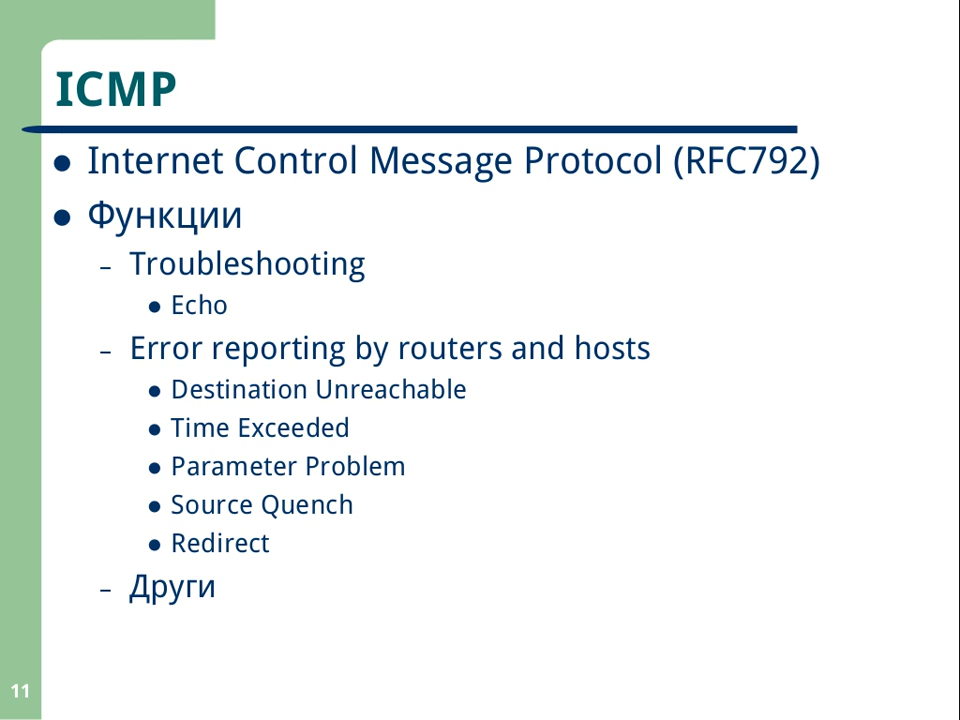 ICMP
Internet Control Message Protocol (RFC792)
Функции
Troubleshooting
Echo
Error reporting by routers and hosts
Destination Unreachable
Time Exceeded
Parameter Problem
Source Quench
Redirect
Други
11